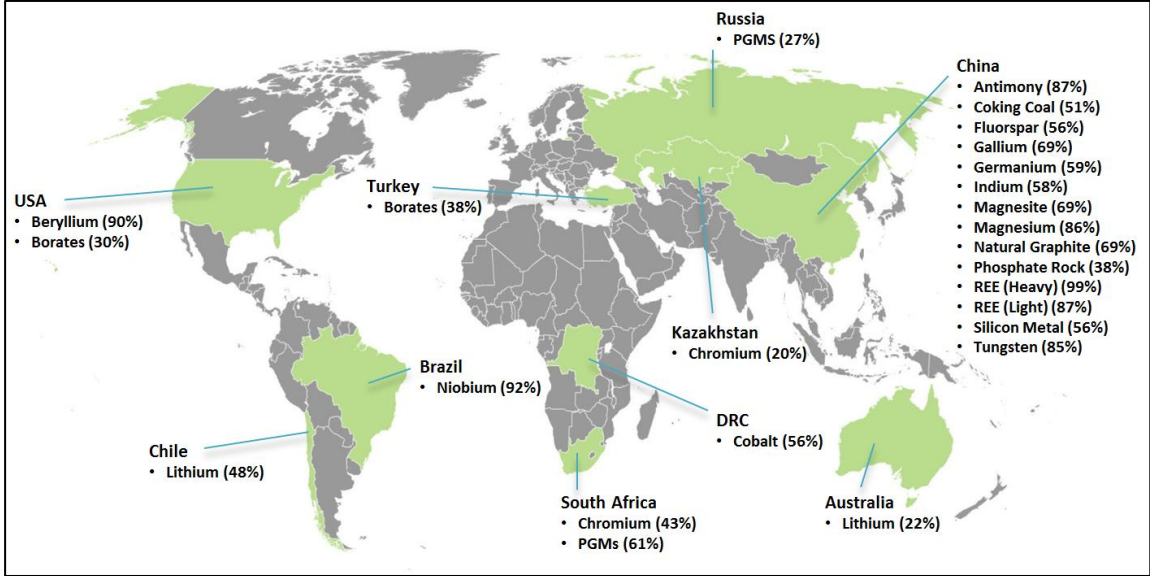 Russia
• PGMS (27%)
China
• Antimony (87%)
• Coking Coal (51%)
• Fluorspar (56%)
• Gallium (69%)
• Germanium (59%)
• Indium (58%)
• Magnesite (69%)
• Magnesium (86%)
• Natural Graphite (69%)
• Phosphate Rock (38%)
• REE (Heavy) (99%)
• REE (Light) (87%)
• Silicon Metal (56%)
• Tungsten (85%)
USA
• Beryllium (90%)
• Borates (30%)
Turkey
• Borates (38%)
Kazakhstan
• Chromium (20%)
Brazil
• Niobium (92%)
DRC
• Cobalt (56%)
Chile
• Lithium (48%)
South Africa
• Chromium (43%)
• PGMs (61%)
Australia
• Lithium (22%)